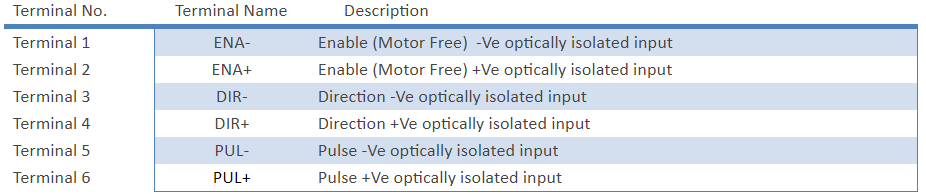 Terminal No. Terminal Name Description
Terminal 1 ENA- Enable (Motor Free) -Ve optically isolated input
Terminal 2 ENA+ Enable (Motor Free) +Ve optically isolated input
Terminal 3 DIR- Direction -Ve optically isolated input
Terminal 4 DIR+ Direction +Ve optically isolated input
Terminal 5 PUL- Pulse -Ve optically isolated input
Terminal 6 PUL+ Pulse +Ve optically isolated input